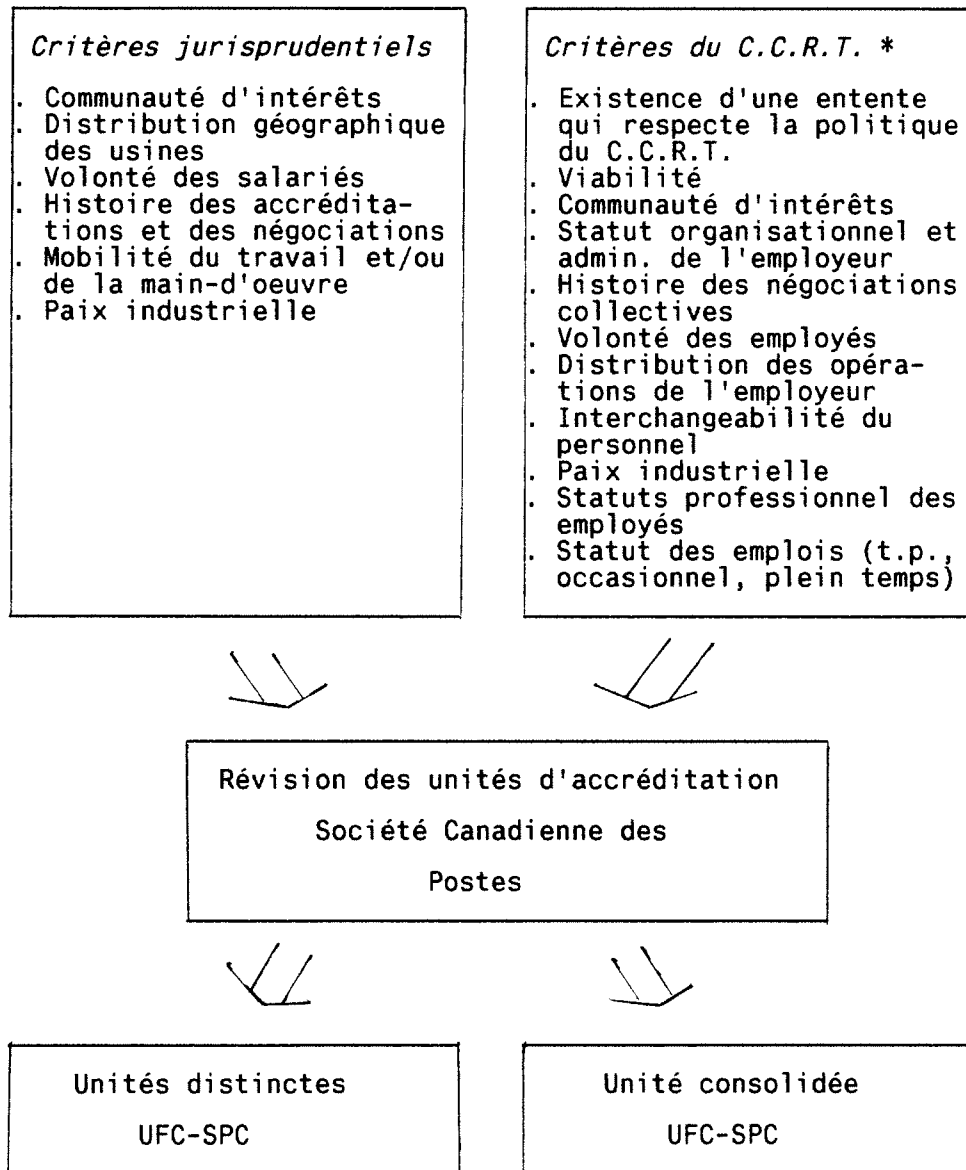 Critères jurisprudentiels
. Communauté d'intérêts
. Distribution géographique
des usines
. Volonté des salariés
. Histoire des accrédita-
tions et des négociations
. Mobilité du travail et/ou
de la main-d'oeuvre
. Paix industrielle
Critères du C.C.R.T. *
. Existence d'une entente
qui respecte la politique
du C.C.R.T.
. Viabilité
. Communauté d'intérêts
. Statut organisationnel et
admin. de l'employeur
. Histoire des négociations
collectives
. Volonté des employés
. Distribution des opéra-
tions de l'employeur
. Interchangeabilité du
personnel
. Paix industrielle
. Statuts professionnel des
employés
. Statut des emplois (t.p.,
occasionnel, plein temps)
Révision des unités d'accréditation
Société Canadienne des
Postes
Unités distinctes
UFC-SPC
Unité consolidée
UFC-SPC